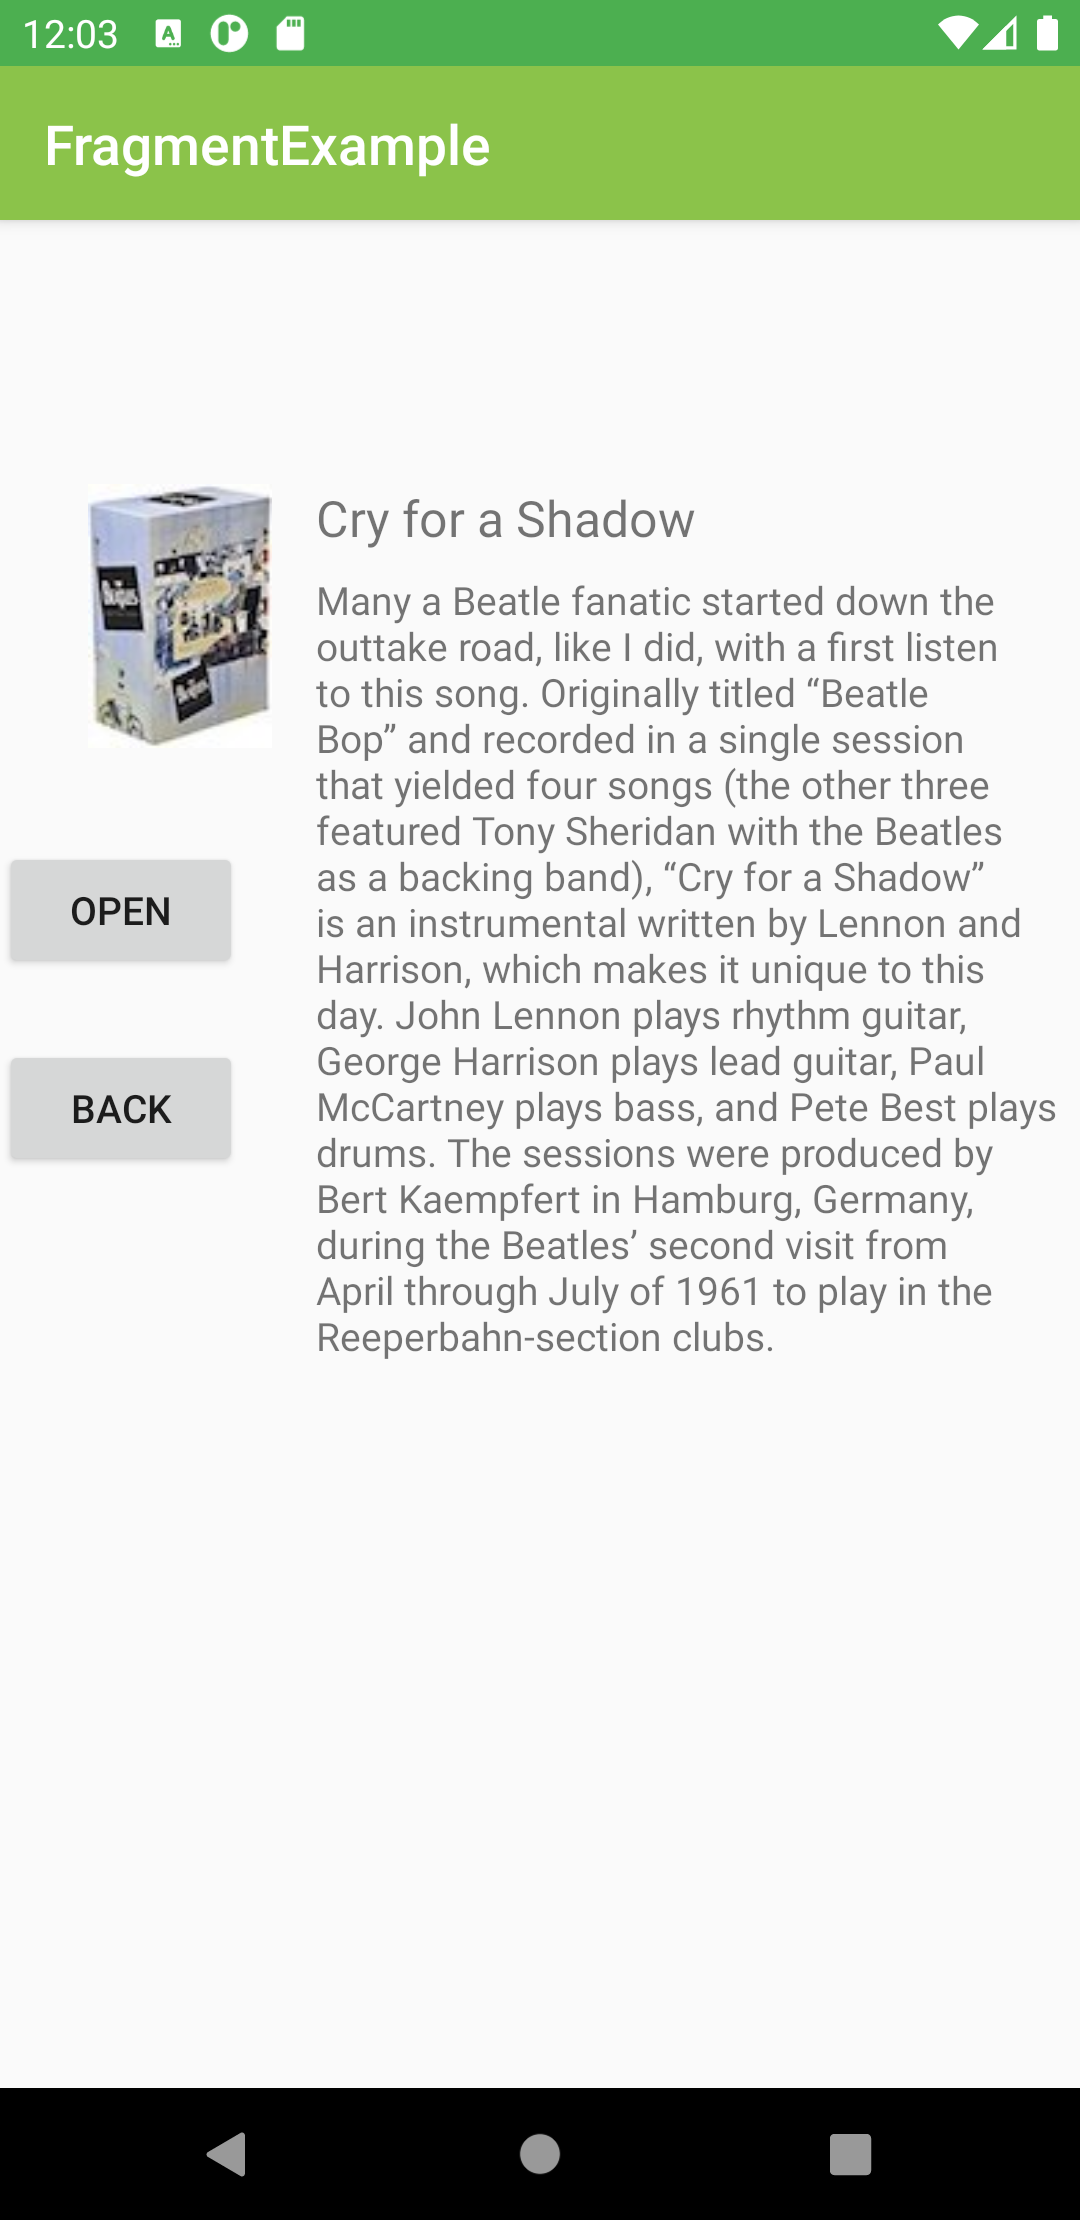 12:03
FragmentExample
Cry for a Shadow
Many a Beatle fanatic started down the
outtake road, like I did, with a first listen
to this song. Originally titled “Beatle
Bop” and recorded in a single session
that yielded four songs (the other three
featured Tony Sheridan with the Beatles
as a backing band), “Cry for a Shadow”
is an instrumental written by Lennon and
Harrison, which makes it unique to this
day. John Lennon plays rhythm guitar,
George Harrison plays lead guitar, Paul
McCartney plays bass, and Pete Best plays
drums. The sessions were produced by
Bert Kaempfert in Hamburg, Germany,
during the Beatles’ second visit from
April through July of 1961 to play in the
Reeperbahn-section clubs.
OPEN
BACK